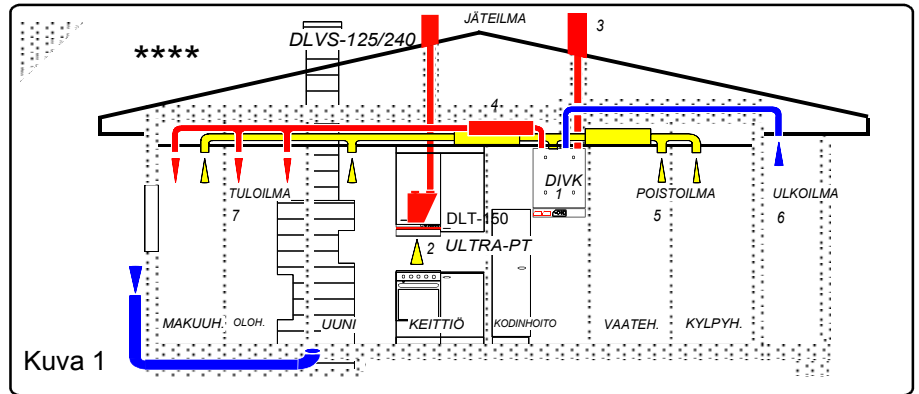 JÄTEILMA
3
DLVS-125/240
****
4
DIVK
1
TULOILMA
7
POISTOILMA
5
ULKOILMA
6
DLT-150
2
ULTRA-PT
MAKUUH.
OLOH.
UUNI
KEITTIÖ
KODINHOITO
VAATEH.
KYLPYH.
Kuva 1